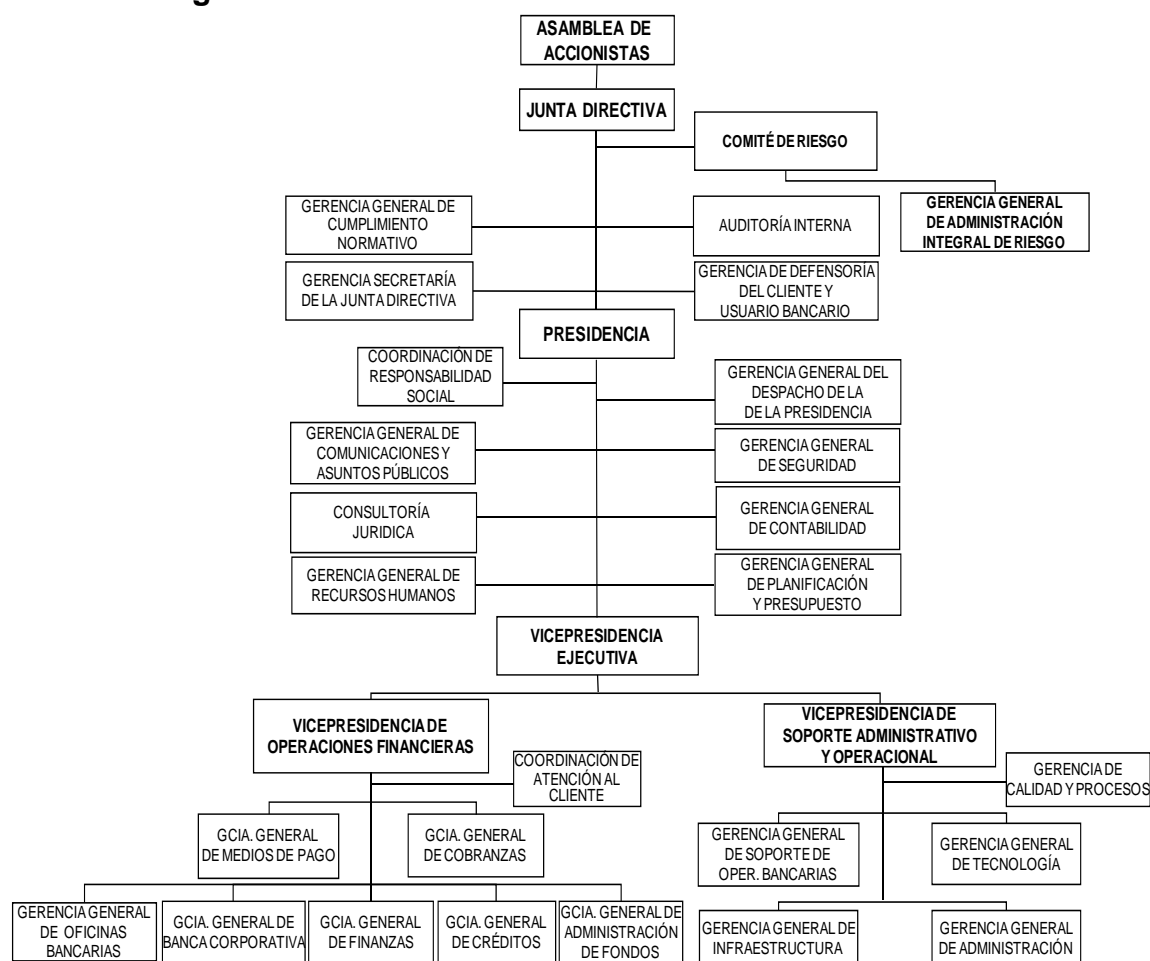 ASAMBLEA DE
ACCIONISTAS
JUNTA DIRECTIVA
COMITÉ DE RIESGO
GERENCIA GENERAL
DE ADMINISTRACIÓN
INTEGRAL DE RIESGO
GERENCIA GENERAL DE
CUMPLIMIENTO
NORMATIVO
AUDITORÍA INTERNA
GERENCIA SECRETARÍA
DE LA JUNTA DIRECTIVA
GERENCIA DE DEFENSORÍA
DEL CLIENTE Y
USUARIO BANCARIO
PRESIDENCIA
COORDINACIÓN DE
RESPONSABILIDAD
SOCIAL
GERENCIA GENERAL DEL
DESPACHO DE LA
DE LA PRESIDENCIA
GERENCIA GENERAL DE
COMUNICACIONES Y
ASUNTOS PÚBLICOS
GERENCIA GENERAL
DE SEGURIDAD
CONSULTORÍA
JURIDICA
GERENCIA GENERAL
DE CONTABILIDAD
GERENCIA GENERAL DE
RECURSOS HUMANOS
GERENCIA GENERAL
DE PLANIFICACIÓN
Y PRESUPUESTO
VICEPRESIDENCIA
EJECUTIVA
VICEPRESIDENCIA DE
OPERACIONES FINANCIERAS
VICEPRESIDENCIA DE
SOPORTE ADMINISTRATIVO
Y OPERACIONAL
COORDINACIÓN DE
ATENCIÓN AL
CLIENTE
GERENCIA DE
CALIDAD Y PROCESOS
GCIA. GENERAL
DE MEDIOS DE PAGO
GCIA. GENERAL
DE COBRANZAS
GERENCIA GENERAL
DE SOPORTE DE
OPER. BANCARIAS
GERENCIA GENERAL
DE TECNOLOGÍA
GERENCIA GENERAL
DE OFICINAS
BANCARIAS
GCIA. GENERAL DE
BANCA CORPORATIVA
GCIA. GENERAL
DE FINANZAS
GCIA. GENERAL
DE CRÉDITOS
GCIA. GENERAL DE
ADMINISTRACIÓN
DE FONDOS
GERENCIA GENERAL DE
INFRAESTRUCTURA
GERENCIA GENERAL
DE ADMINISTRACIÓN